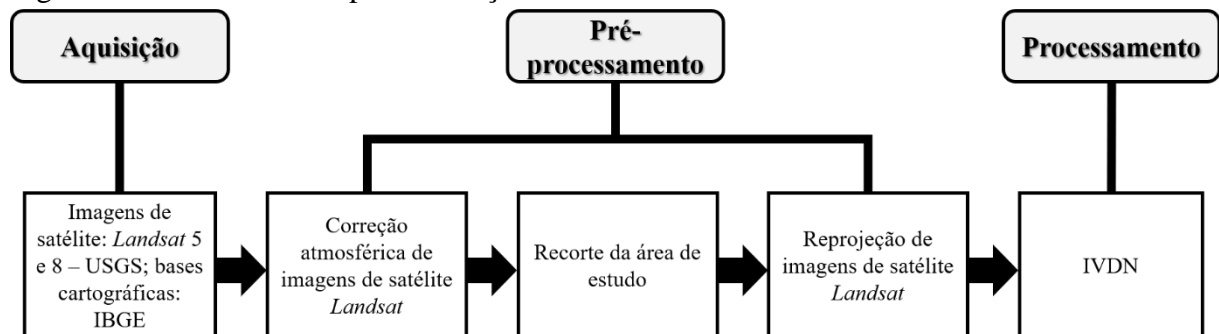 Aquisição
Pré-
processamento
Processamento
Imagens de
satélite: Landsat 5
e 8 – USGS; bases
cartográficas:
IBGE
Correção
atmosférica de
imagens de satélite
Landsat
Recorte da área de
estudo
Reprojeção de
imagens de satélite
Landsat
IVDN